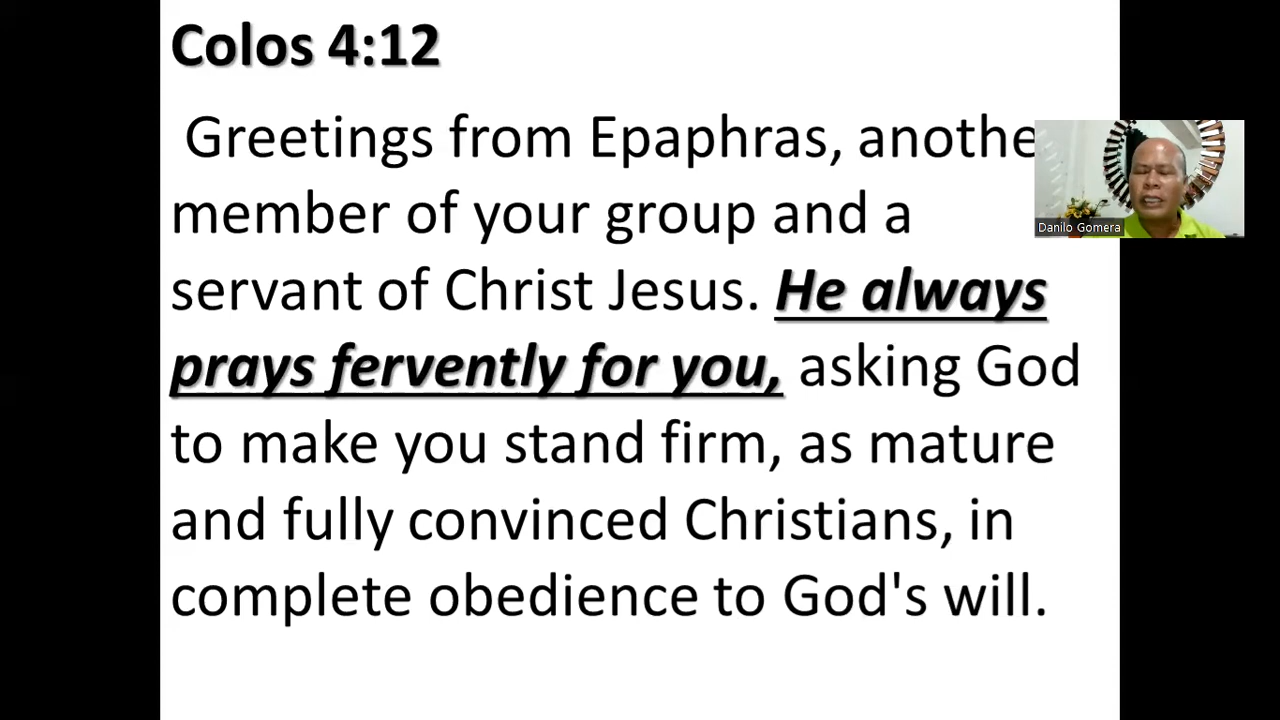 Colos 4:12
Greetings from Epaphras, anothe
member of your group and a
servant of Christ Jesus. He always
prays fervently for you, asking God
to make you stand firm, as mature
and fully convinced Christians, in
complete obedience to God's will.
Danilo Gomera